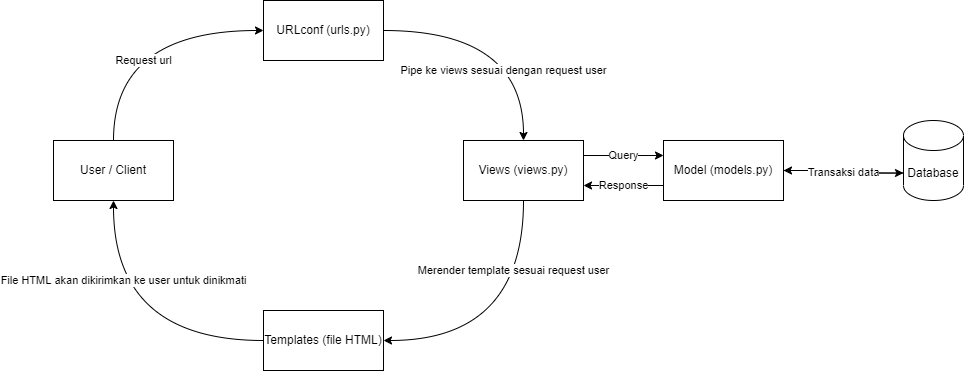 URLconf (urls.py)
Request url
Pipe ke views sesuai dengan request user
User / Client
Views (views.py)
Query
Response
Model (models.py)
Transaksi data
Database
Merender template sesuai request user
File HTML akan dikirimkan ke user untuk dinikmati
Templates (file HTML)